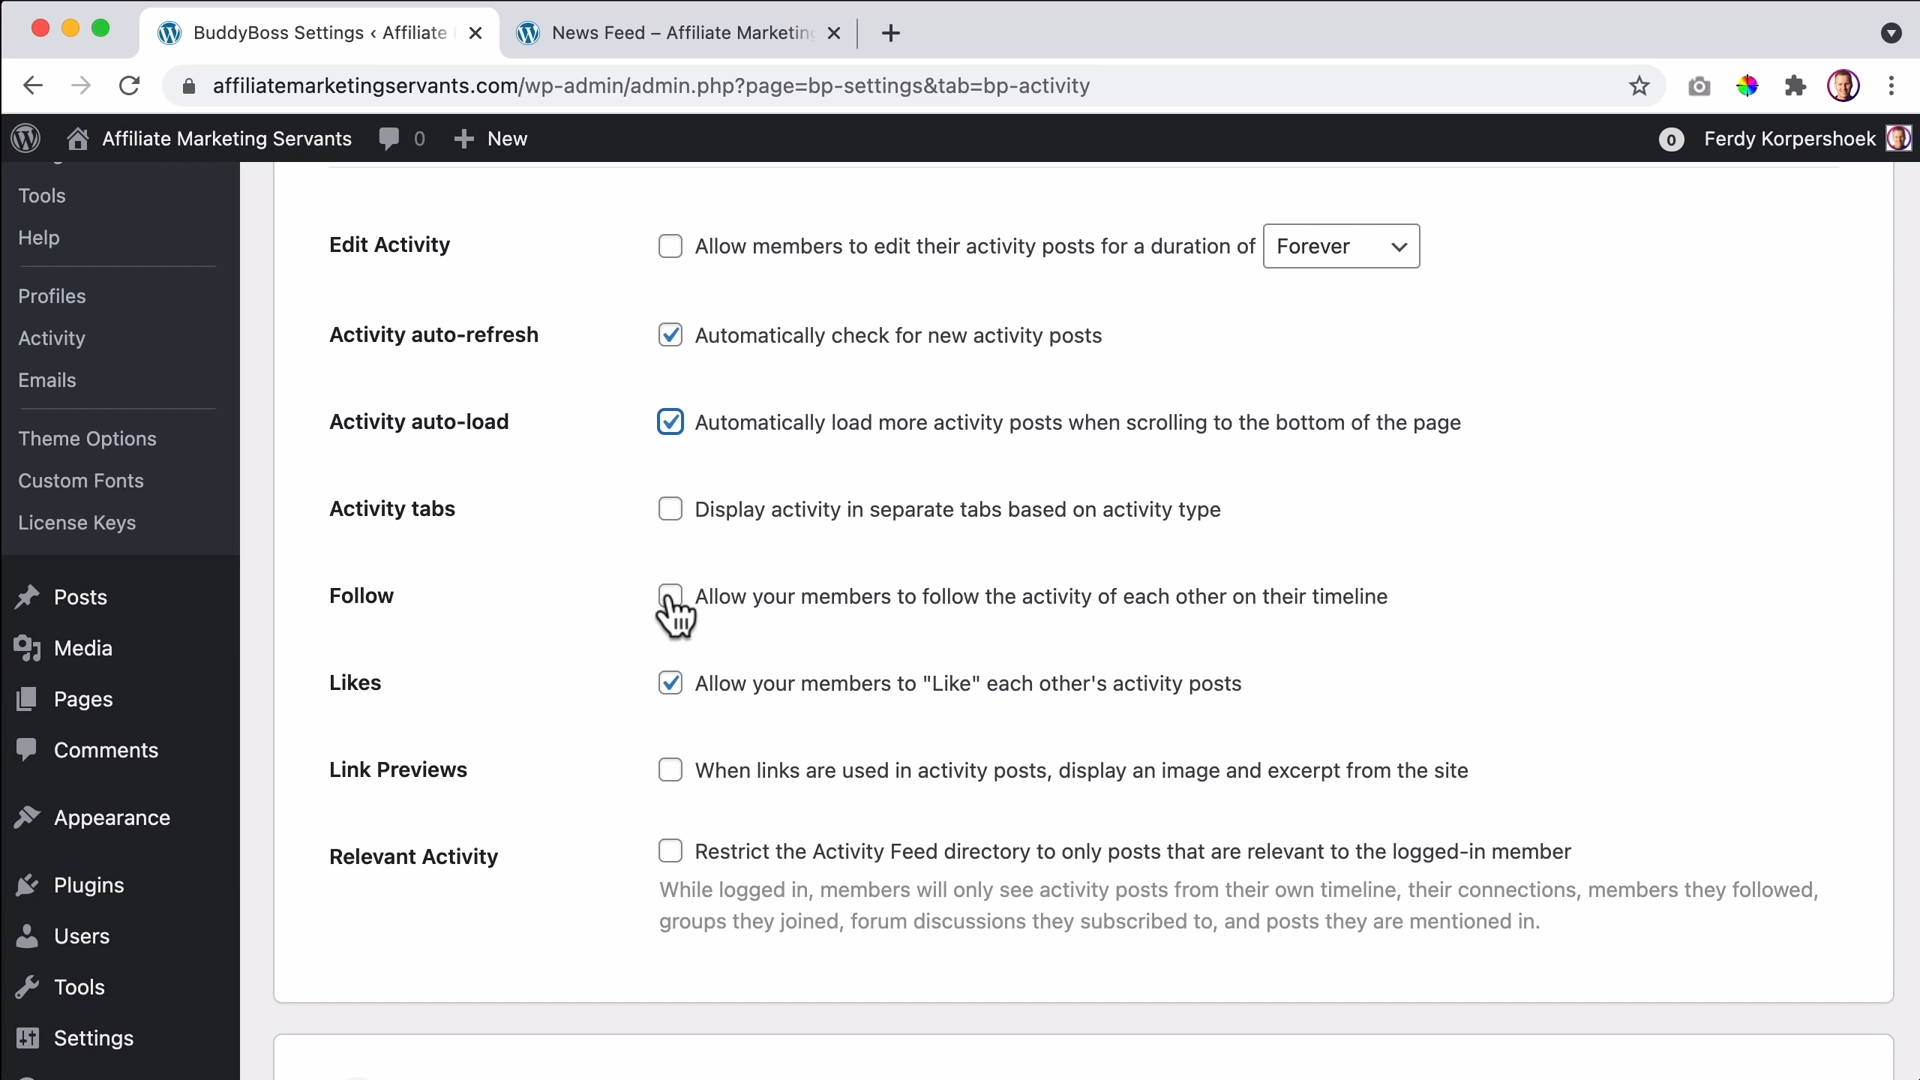 BuddyBoss Settings ‹ Affiliate
News Feed – Affiliate Marketing
affiliatemarketingservants.com/wp-admin/admin.php?page=bp-settings&tab=bp-activity
Affiliate Marketing Servants
0
New
0
Ferdy Korpershoek
Tools
Help
Profiles
Activity
Emails
Theme Options
Custom Fonts
License Keys
Posts
Media
Pages
Comments
Appearance
Plugins
Users
Tools
Settings
Edit Activity
Allow members to edit their activity posts for a duration of Forever
Activity auto-refresh
Automatically check for new activity posts
Activity auto-load
Automatically load more activity posts when scrolling to the bottom of the page
Activity tabs
Display activity in separate tabs based on activity type
Follow
Allow your members to follow the activity of each other on their timeline
Likes
Allow your members to "Like" each other's activity posts
Link Previews
When links are used in activity posts, display an image and excerpt from the site
Relevant Activity
Restrict the Activity Feed directory to only posts that are relevant to the logged-in member
While logged in, members will only see activity posts from their own timeline, their connections, members they followed,
groups they joined, forum discussions they subscribed to, and posts they are mentioned in.